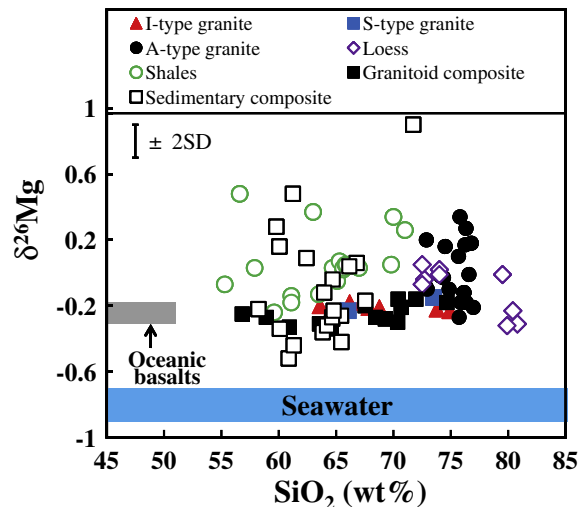 I-type granite S-type granite
A-type granite Loess
Shales Granitoid composite
Sedimentary composite
1
± 2SD
0.6
δ26Mg
0.2
-0.2
Oceanic
basalts
-0.6
Seawater
-1
45 50 55 60 65 70 75 80 85
SiO2 (wt%)